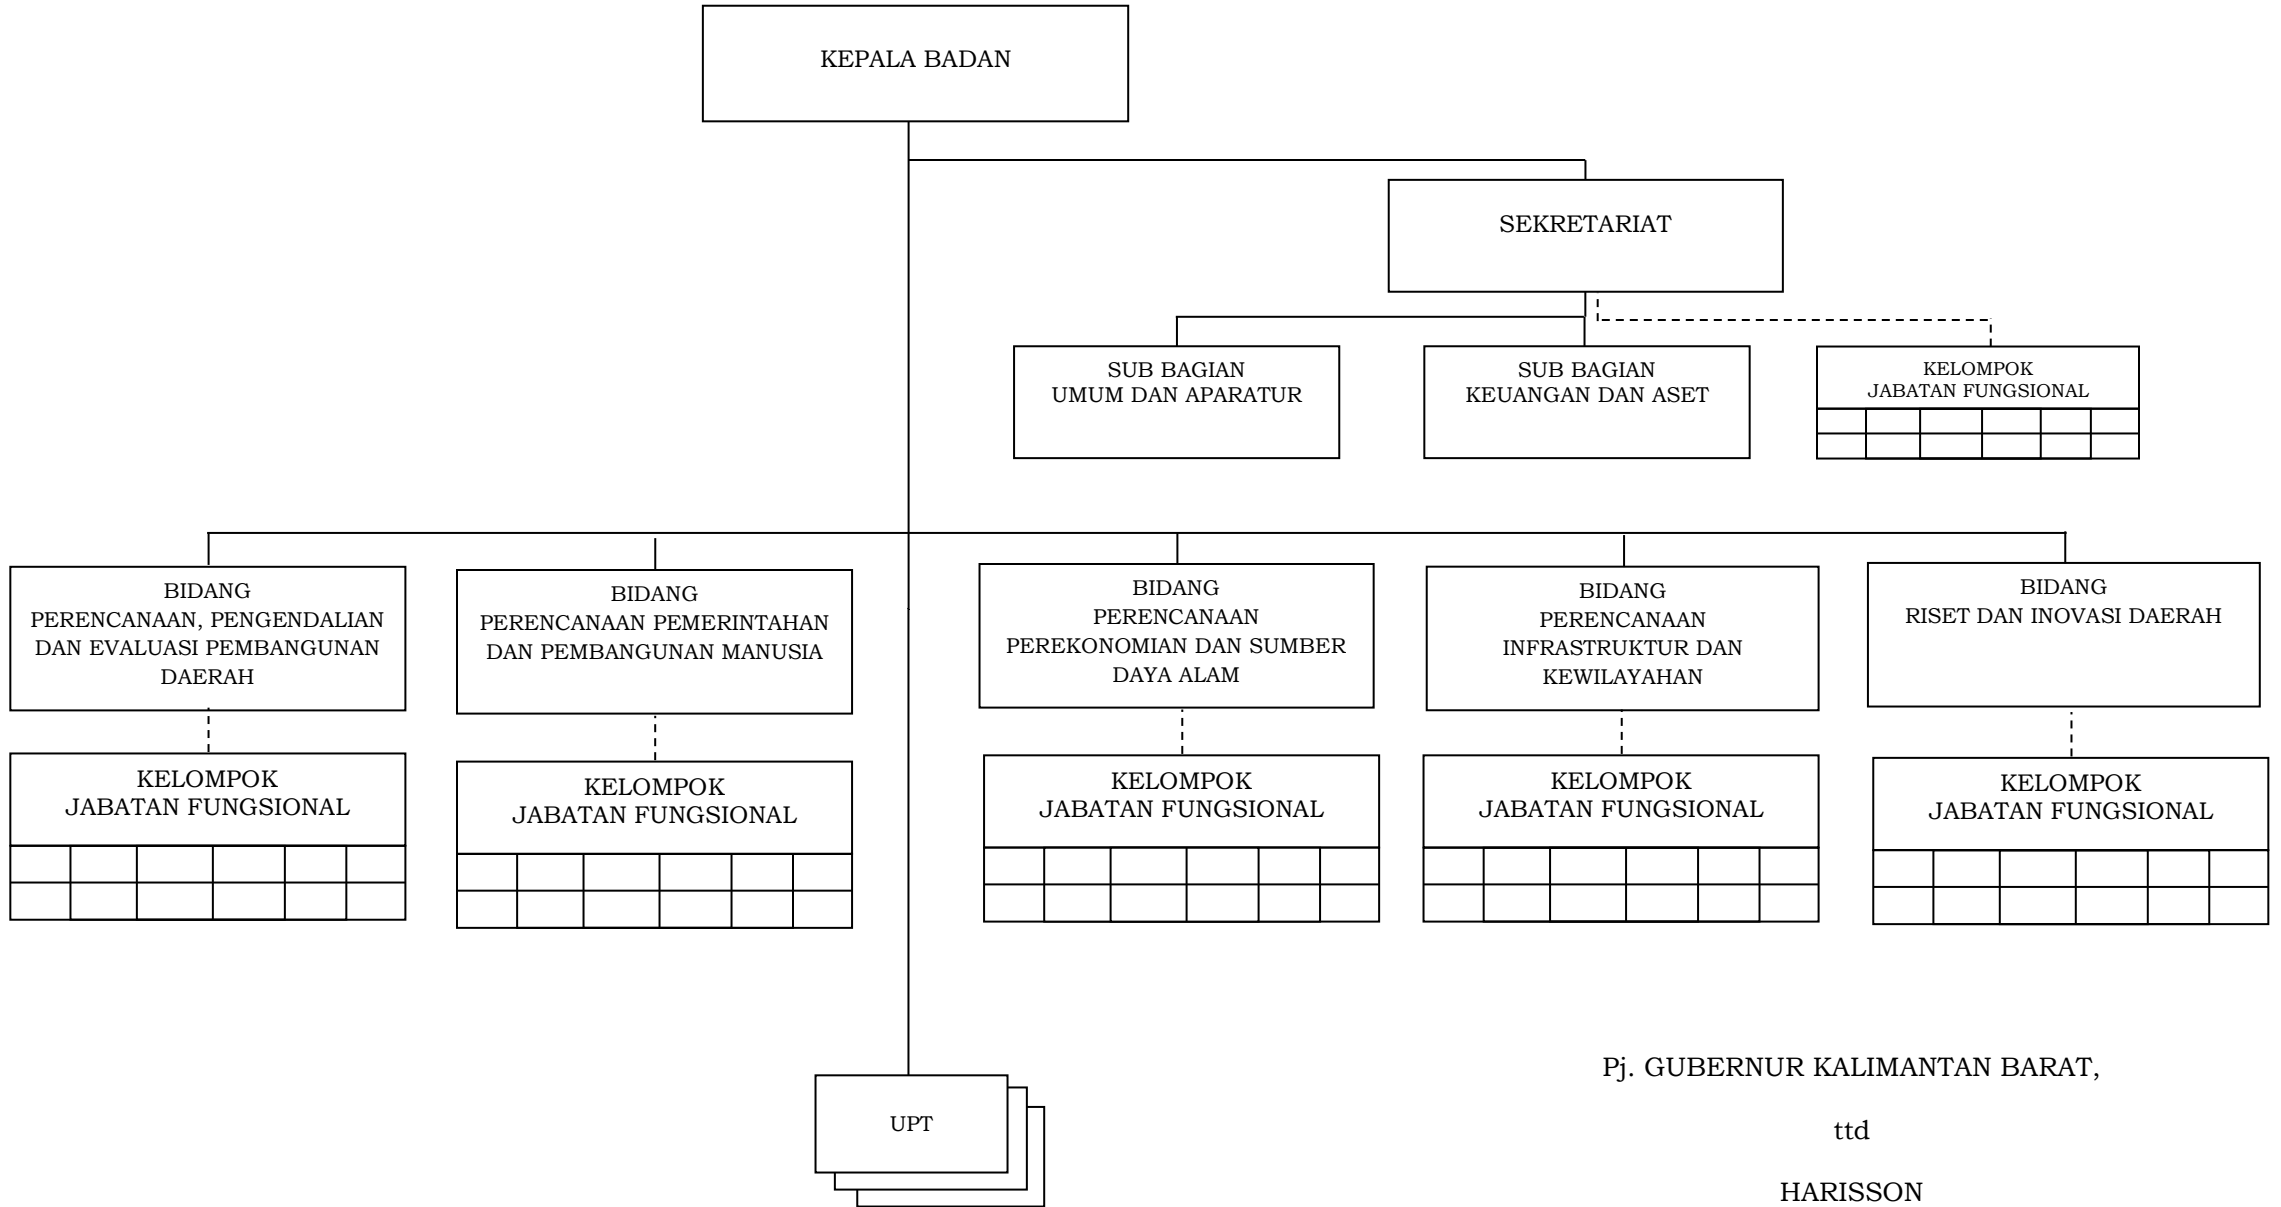 KEPALA BADAN
SEKRETARIAT
SUB BAGIAN
UMUM DAN APARATUR
SUB BAGIAN
KEUANGAN DAN ASET
KELOMPOK
JABATAN FUNGSIONAL
BIDANG
PERENCANAAN, PENGENDALIAN
DAN EVALUASI PEMBANGUNAN
DAERAH
BIDANG
PERENCANAAN PEMERINTAHAN
DAN PEMBANGUNAN MANUSIA
BIDANG
PERENCANAAN
PEREKONOMIAN DAN SUMBER
DAYA ALAM
BIDANG
PERENCANAAN
INFRASTRUKTUR DAN
KEWILAYAHAN
BIDANG
RISET DAN INOVASI DAERAH
KELOMPOK
JABATAN FUNGSIONAL
KELOMPOK
JABATAN FUNGSIONAL
KELOMPOK
JABATAN FUNGSIONAL
KELOMPOK
JABATAN FUNGSIONAL
KELOMPOK
JABATAN FUNGSIONAL
UPT
Pj. GUBERNUR KALIMANTAN BARAT,
ttd
HARISSON